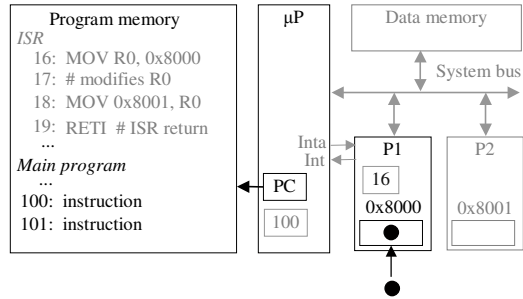 Program memory
ISR
16: MOV R0, 0x8000
17: # modifies R0
18: MOV 0x8001, R0
19: RETI # ISR return
...
Main program
...
100: instruction
101: instruction
μP
PC
100
Data memory
System bus
Inta
Int
P1
16
0x8000
P2
0x8001